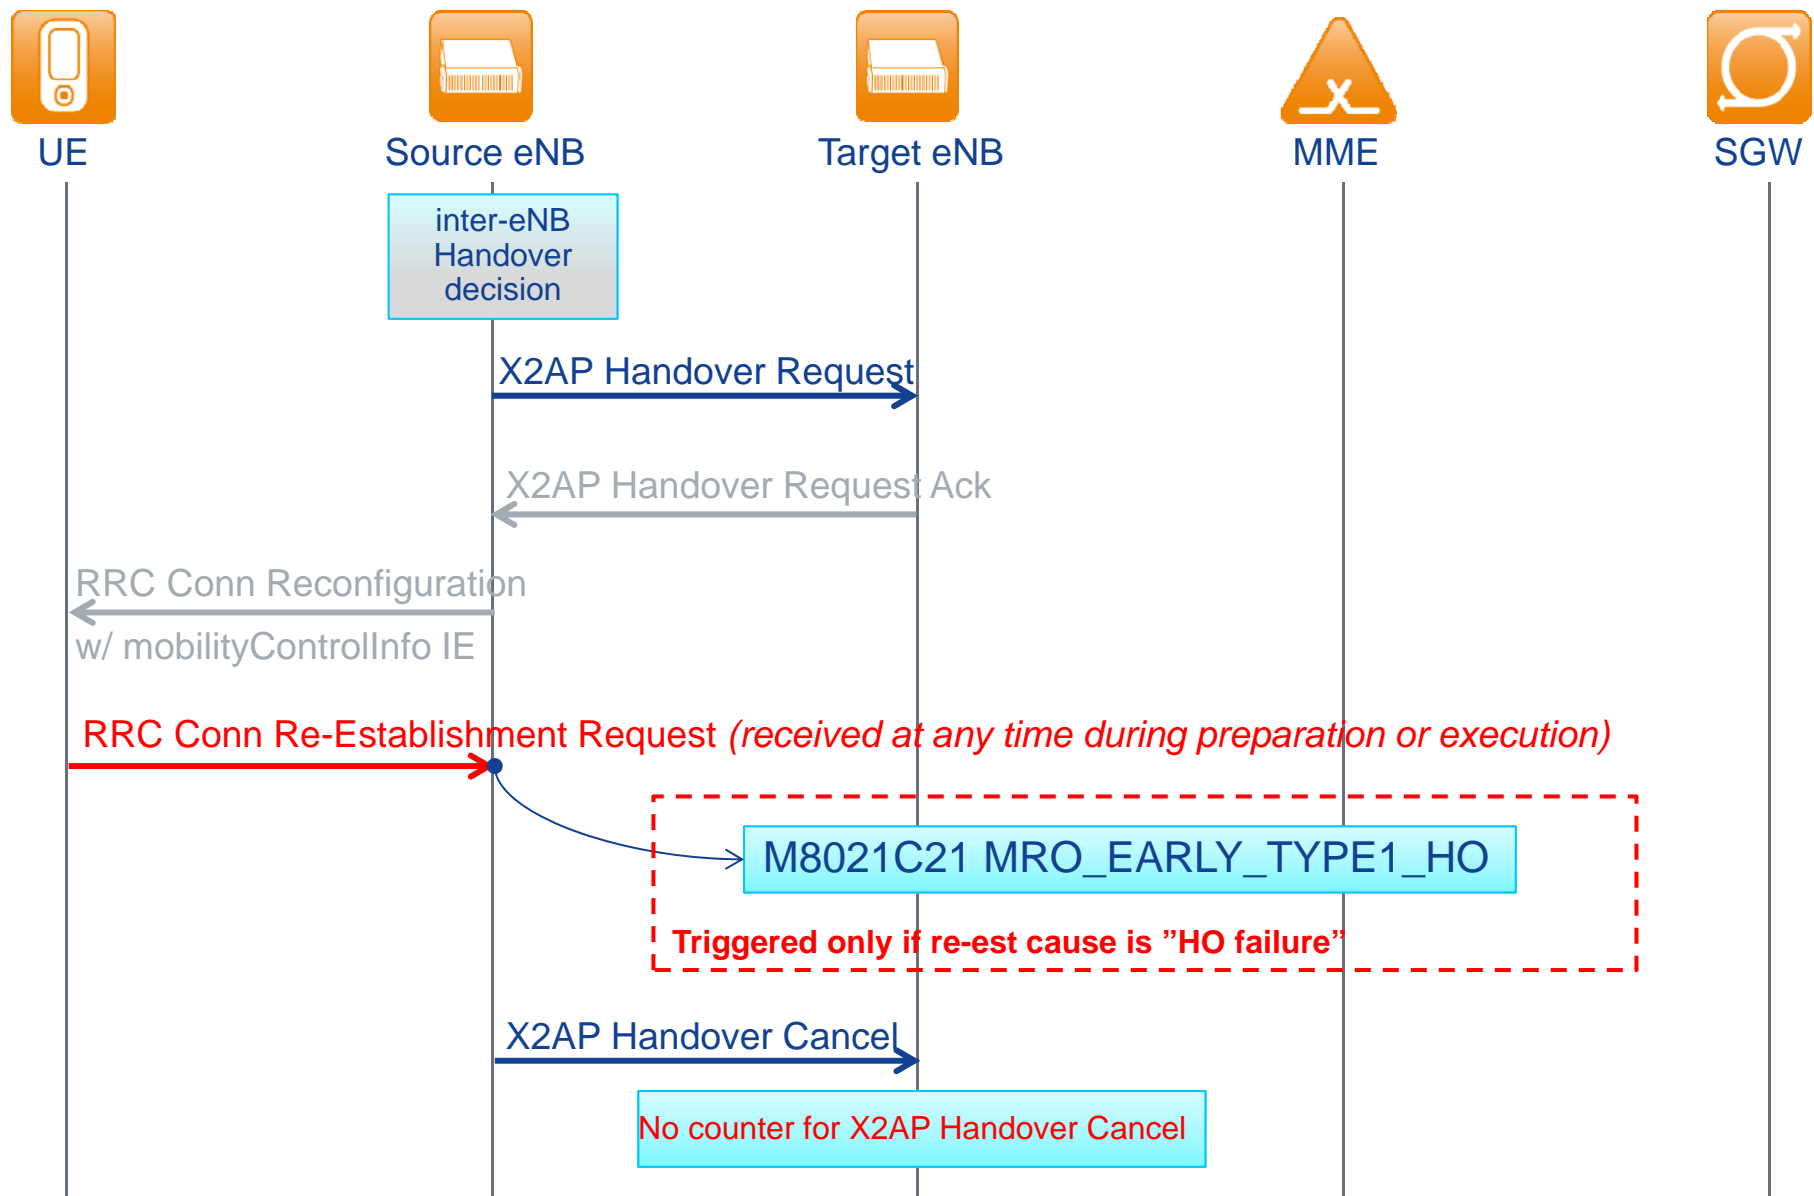 UE
Source eNB
Target eNB
MME
SGW
inter-eNB
Handover
decision
X2AP Handover Request
X2AP Handover Request Ack
RRC Conn Reconfiguration
w/ mobilityControlInfo IE
RRC Conn Re-Establishment Request (received at any time during preparation or execution)
M8021C21 MRO_EARLY_TYPE1_HO
Triggered only if re-est cause is ”HO failure”
X2AP Handover Cancel
No counter for X2AP Handover Cancel